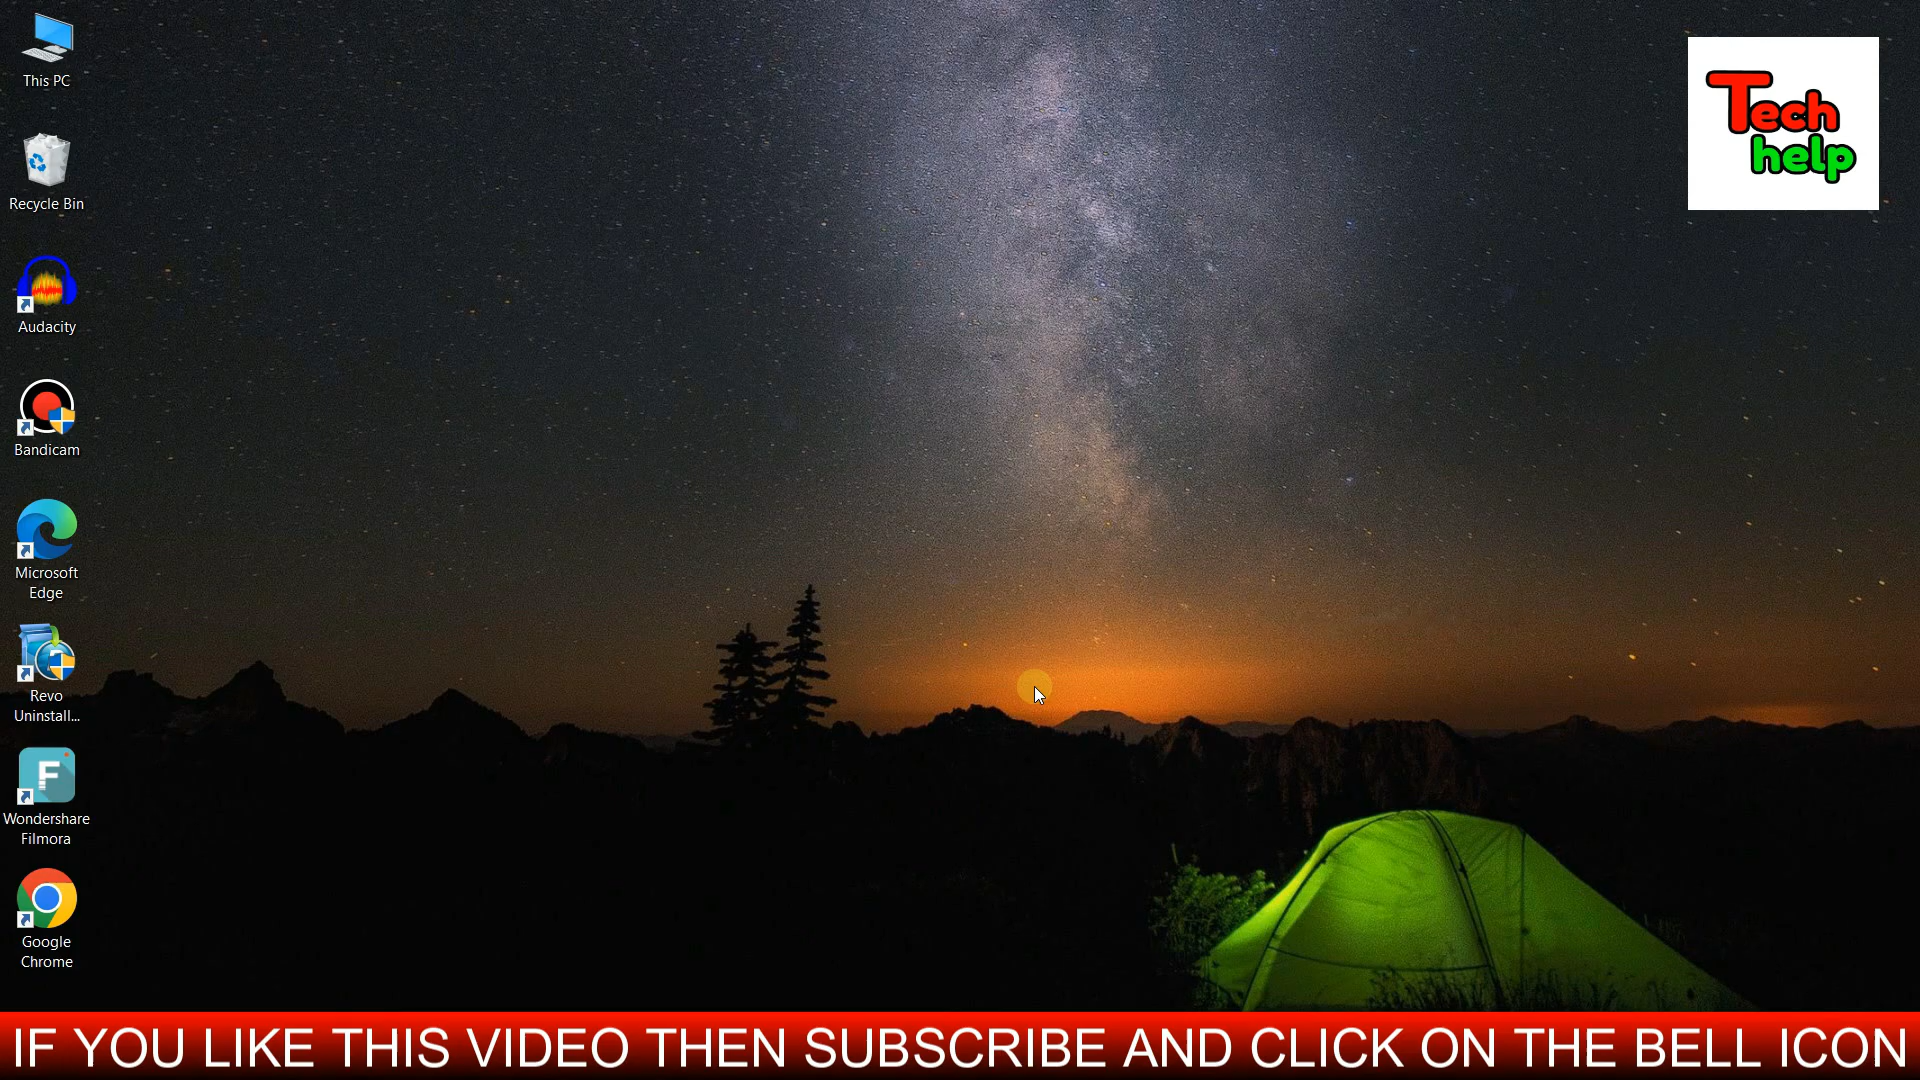 This PC
Recycle Bin
Audacity
Bandicam
Microsoft
Edge
Revo
Uninstall...
Wondershare
Filmora
Google
Chrome
Tech
help
IF YOU LIKE THIS VIDEO THEN SUBSCRIBE AND CLICK ON THE BELL ICON